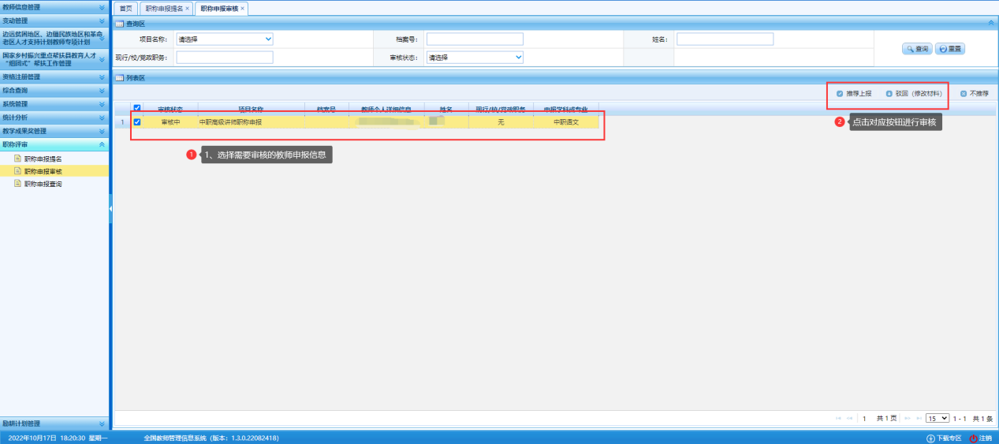 教师信息管理
变动管理
边远贫困地区、边疆民族地区和革命
老区人才支持计划教师专项计划
国家乡村振兴重点帮扶县教育人才
“组团式”帮扶工作管理
资格注册管理
综合查询
系统管理
统计分析
教学成果奖管理
职称评审
职称申报提名
职称申报审核
职称申报查询
励耕计划管理
首页 职称申报提名 × 职称申报审核 ×
查询区
项目名称： 请选择 档案号： 姓名：
现行/校/党政职务： 审核状态： 请选择
查询 重置
列表区
推荐上报 驳回（修改材料） 不推荐
审核状态 项目名称 档案号 教师个人详细信息 姓名 现行/校/党政职务 申报学科或专业
1 审核中 中职高级讲师职称申报 无 中职语文
2 点击对应按钮进行审核
1 1、选择需要审核的教师申报信息
1 共1页 15 1 - 1 共1条
2022年10月17日 18:20:30 星期一 全国教师管理信息系统（版本：1.3.0.22082418） 下载专区 注销